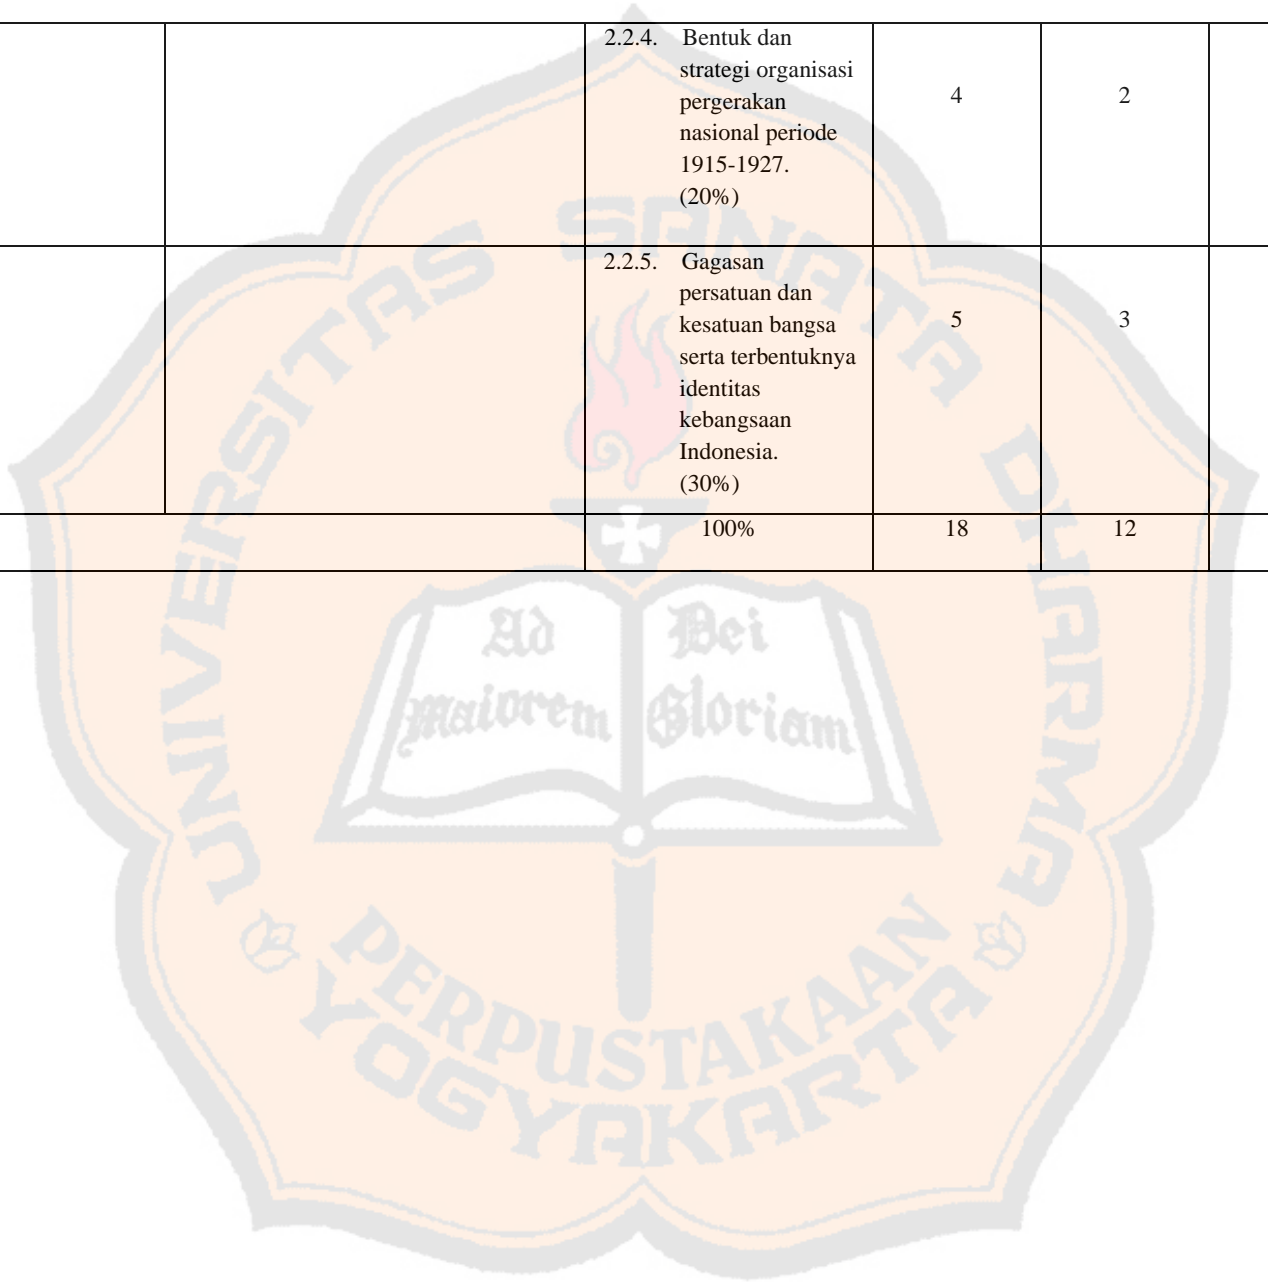 2.2.4. Bentuk dan
strategi organisasi
pergerakan
nasional periode
1915-1927.
(20%)
4
2
2.2.5. Gagasan
persatuan dan
kesatuan bangsa
serta terbentuknya
identitas
kebangsaan
Indonesia.
(30%)
5
3
100%
18
12
UNIVERSITAS SANATA DHARMA
Ad
Maiorem
Dei
Gloriam
PERPUSTAKAAN
YOGYAKARTA